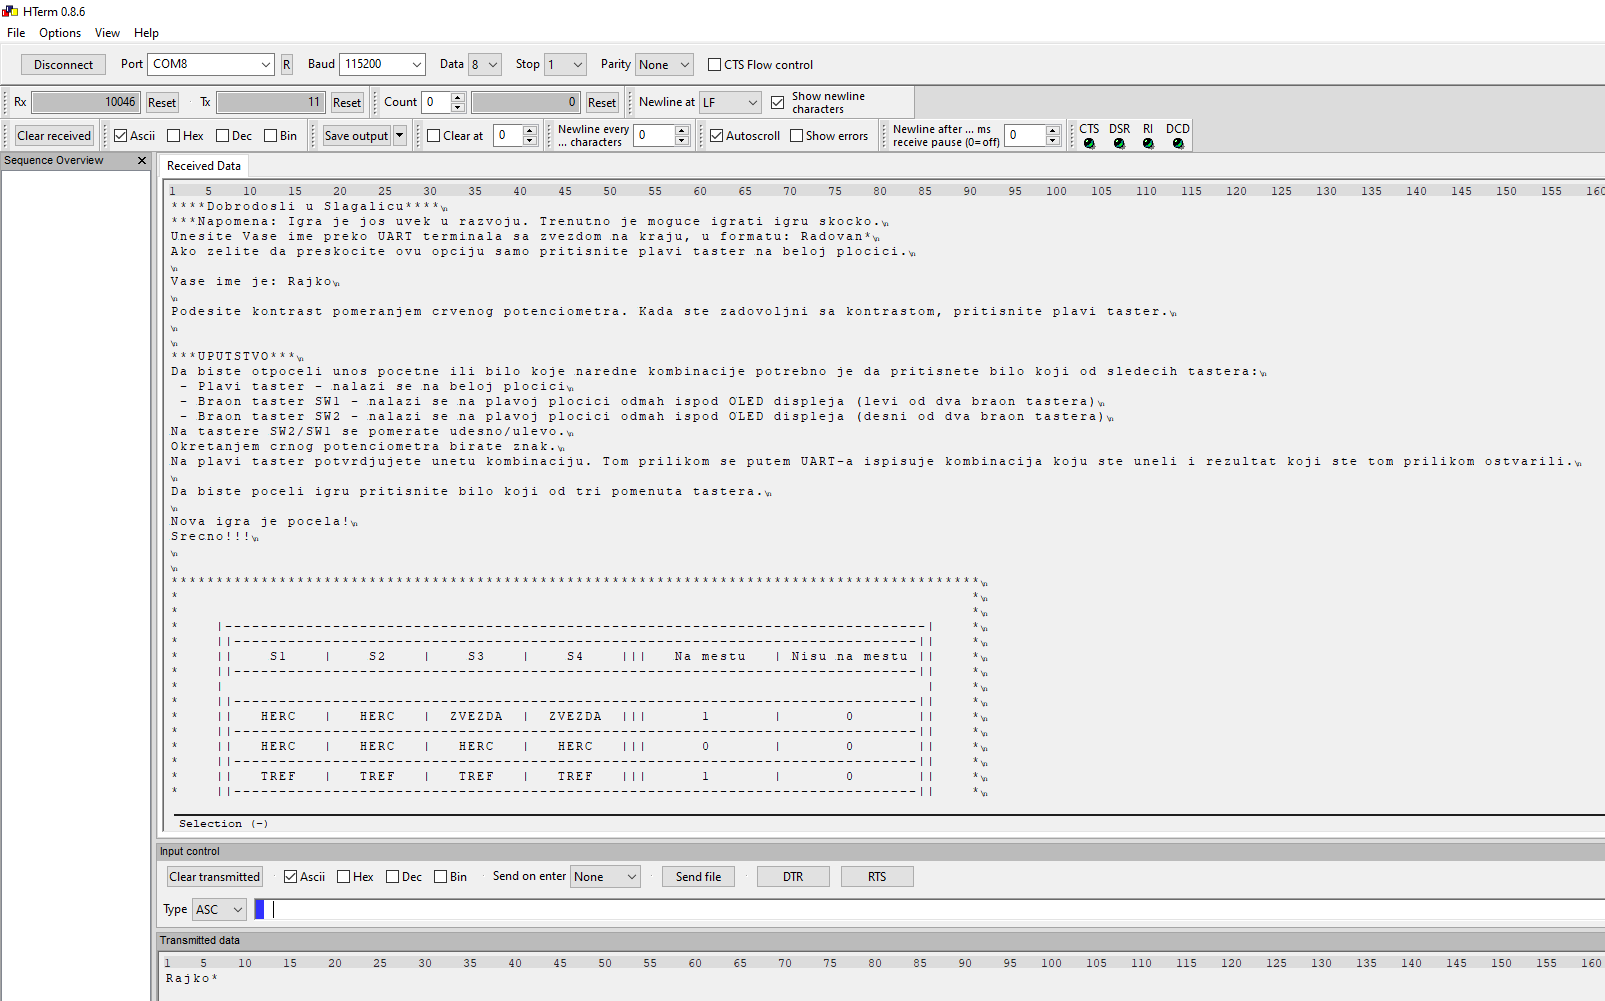 HTerm 0.8.6
File Options View Help
Disconnect Port COM8 R Baud 115200 Data 8 Stop 1 Parity None CTS Flow control
Rx 10046 Reset Tx 11 Reset Count 0 0 Reset Newline at LF Show newline characters
Clear received Ascii Hex Dec Bin Save output Clear at 0 Newline every ... characters 0 Autoscroll Show errors Newline after ... ms receive pause (0=off) 0 CTS DSR RI DCD
Sequence Overview
Received Data
1 5 10 15 20 25 30 35 40 45 50 55 60 65 70 75 80 85 90 95 100 105 110 115 120 125 130 135 140 145 150 155 160
****Dobrodosli u Slagalicu****\n
***Napomena: Igra je jos uvek u razvoju. Trenutno je moguce igrati igru skocko.\n
Unesite Vase ime preko UART terminala sa zvezdom na kraju, u formatu: Radovan*\n
Ako zelite da preskocite ovu opciju samo pritisnite plavi taster na beloj plocici.\n
\n
Vase ime je: Rajko\n
\n
Podesite kontrast pomeranjem crvenog potenciometra. Kada ste zadovoljni sa kontrastom, pritisnite plavi taster.\n
\n
\n
***UPUTSTVO***\n
Da biste otpoceli unos pocetne ili bilo koje naredne kombinacije potrebno je da pritisnete bilo koji od sledecih tastera:\n
- Plavi taster - nalazi se na beloj plocici\n
- Braon taster SW1 - nalazi se na plavoj plocici odmah ispod OLED displeja (levi od dva braon tastera)\n
- Braon taster SW2 - nalazi se na plavoj plocici odmah ispod OLED displeja (desni od dva braon tastera)\n
Na tastere SW2/SW1 se pomerate udesno/ulevo.\n
Okretanjem crnog potenciometra birate znak.\n
Na plavi taster potvrdjujete unetu kombinaciju. Tom prilikom se putem UART-a ispisuje kombinacija koju ste uneli i rezultat koji ste tom prilikom ostvarili.\n
\n
Da biste poceli igru pritisnite bilo koji od tri pomenuta tastera.\n
\n
Nova igra je pocela!\n
Srecno!!!\n
\n
\n
******************************************************************************************\n
* *\n
* *\n
* |------------------------------------------------------------------------------| *\n
* ||----------------------------------------------------------------------------|| *\n
* || S1 | S2 | S3 | S4 ||| Na mestu | Nisu na mestu || *\n
* ||----------------------------------------------------------------------------|| *\n
* | | *\n
* ||----------------------------------------------------------------------------|| *\n
* || HERC | HERC | ZVEZDA | ZVEZDA ||| 1 | 0 || *\n
* ||----------------------------------------------------------------------------|| *\n
* || HERC | HERC | HERC | HERC ||| 0 | 0 || *\n
* ||----------------------------------------------------------------------------|| *\n
* || TREF | TREF | TREF | TREF ||| 1 | 0 || *\n
* ||----------------------------------------------------------------------------|| *\n
Selection (-)
Input control
Clear transmitted Ascii Hex Dec Bin Send on enter None Send file DTR RTS
Type ASC
Transmitted data
1 5 10 15 20 25 30 35 40 45 50 55 60 65 70 75 80 85 90 95 100 105 110 115 120 125 130 135 140 145 150 155 160
Rajko*